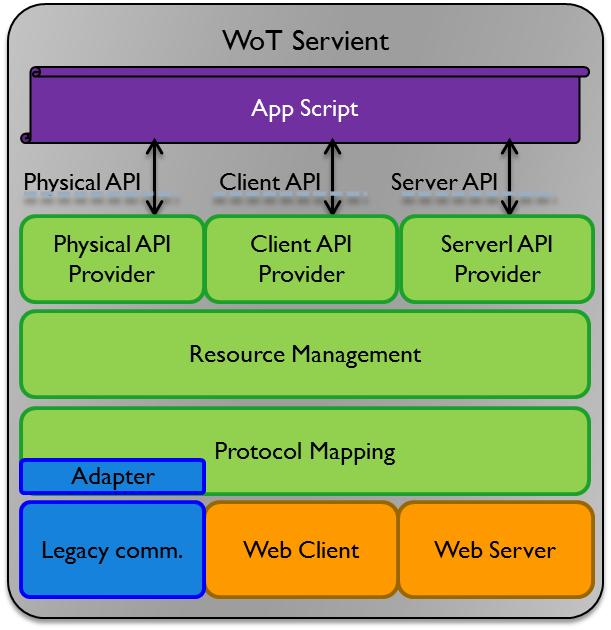 WoT Servient
App Script
Physical API
Client API
Server API
Physical API
Provider
Client API
Provider
Serverl API
Provider
Resource Management
Protocol Mapping
Adapter
Legacy comm.
Web Client
Web Server